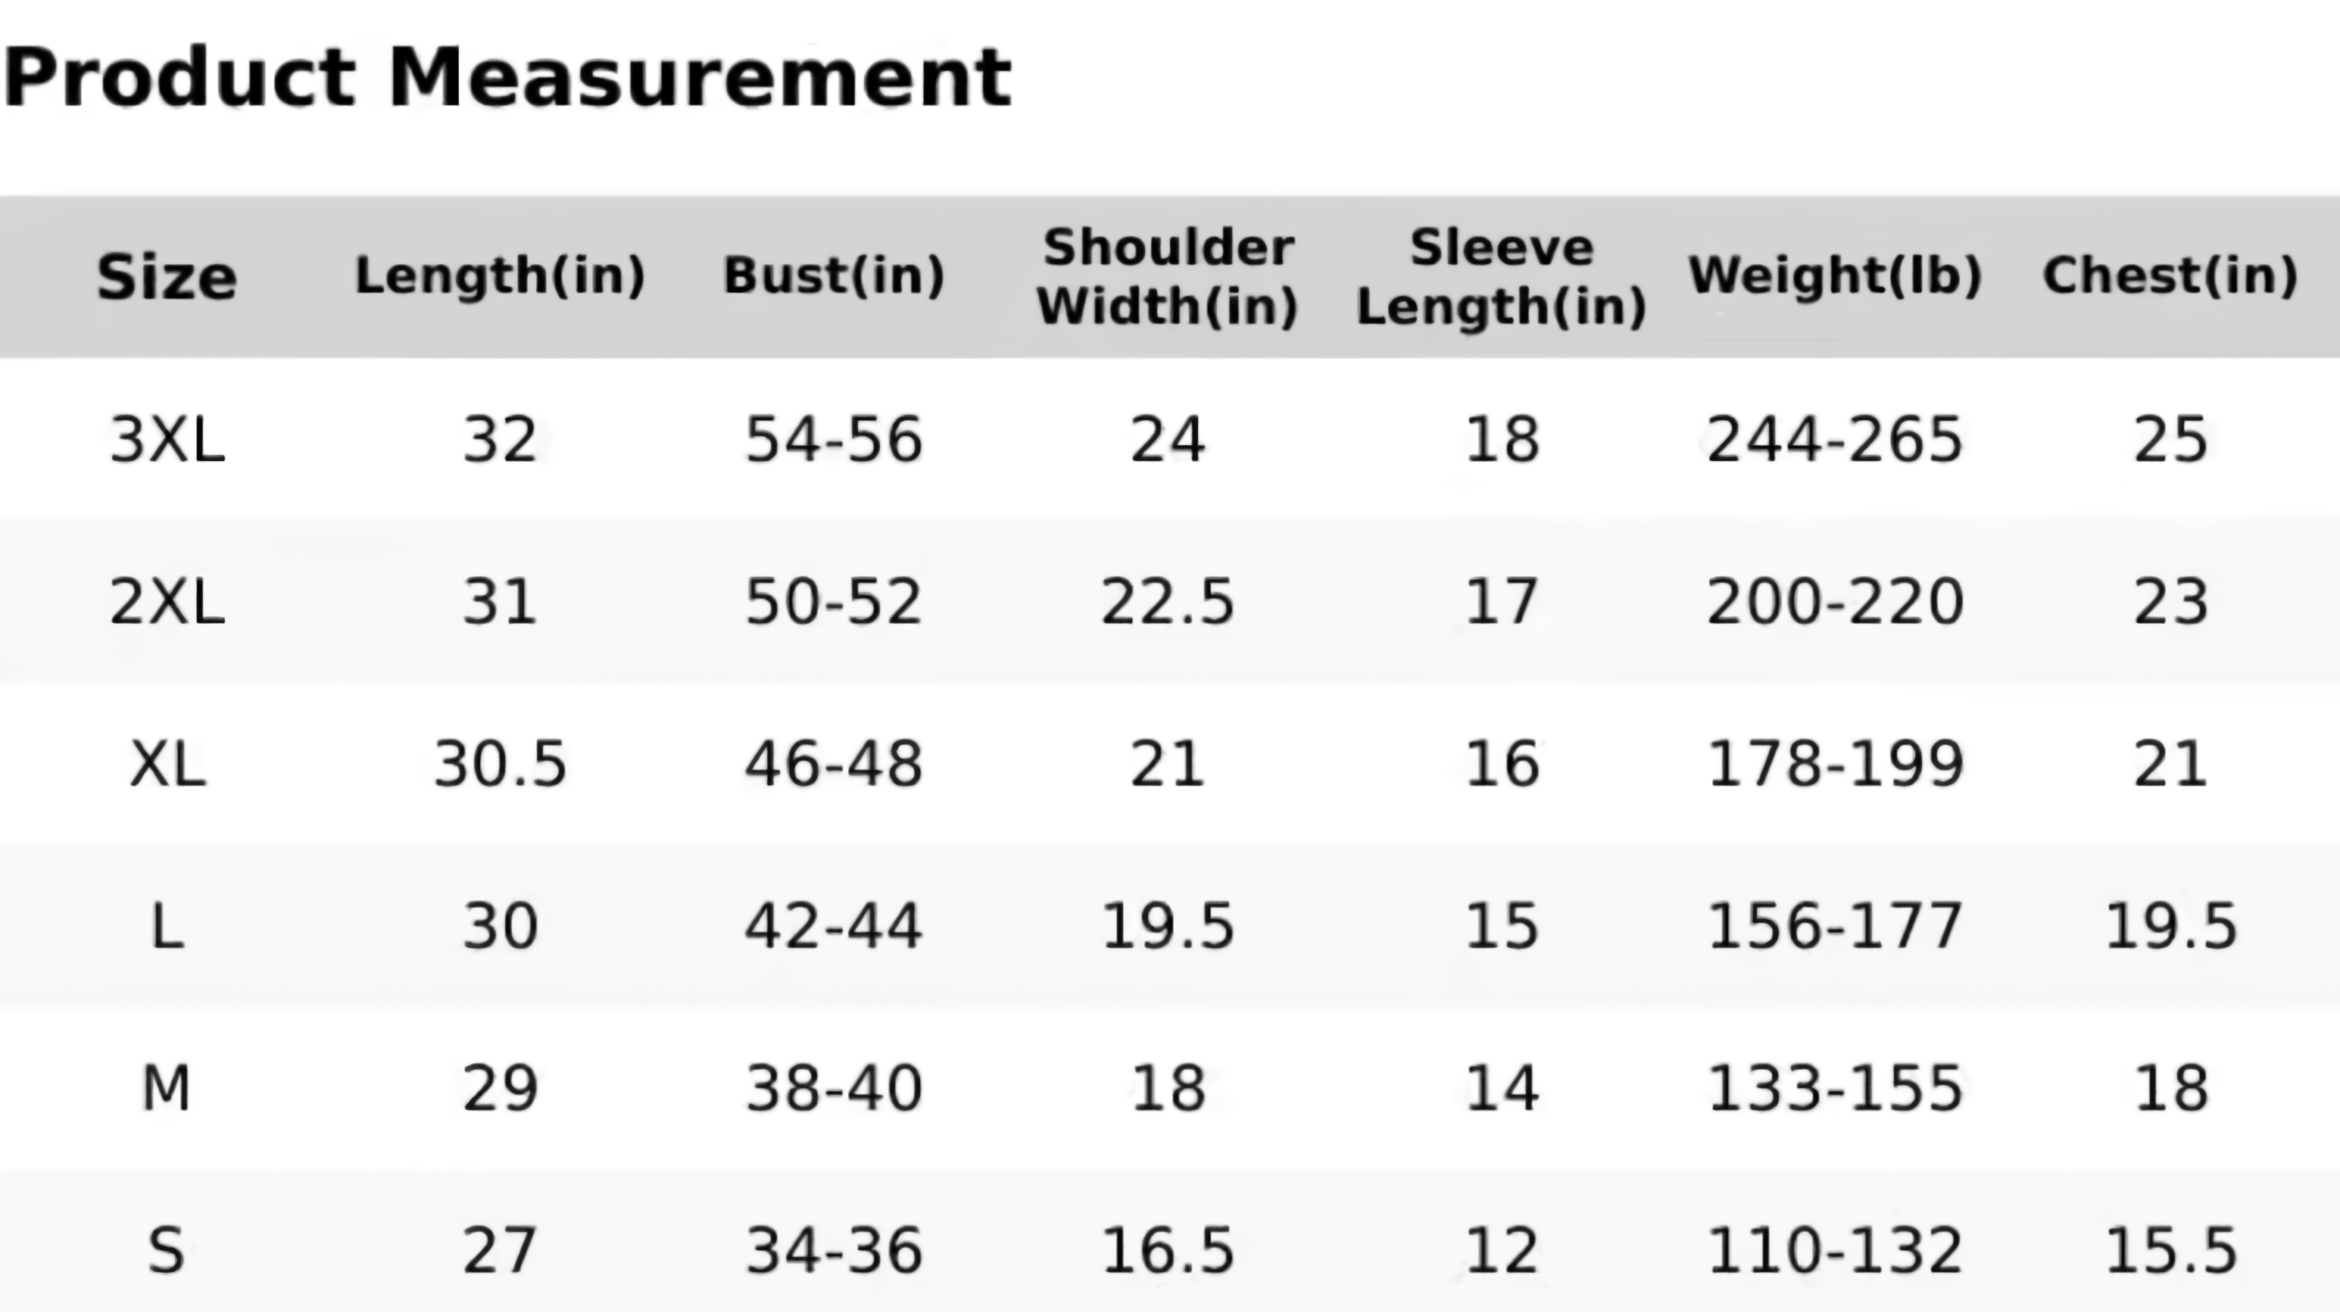 Product Measurement
Size Length(in) Bust(in) Shoulder Width(in) Sleeve Length(in) Weight(lb) Chest(in)
3XL 32 54-56 24 18 244-265 25
2XL 31 50-52 22.5 17 200-220 23
XL 30.5 46-48 21 16 178-199 21
L 30 42-44 19.5 15 156-177 19.5
M 29 38-40 18 14 133-155 18
S 27 34-36 16.5 12 110-132 15.5